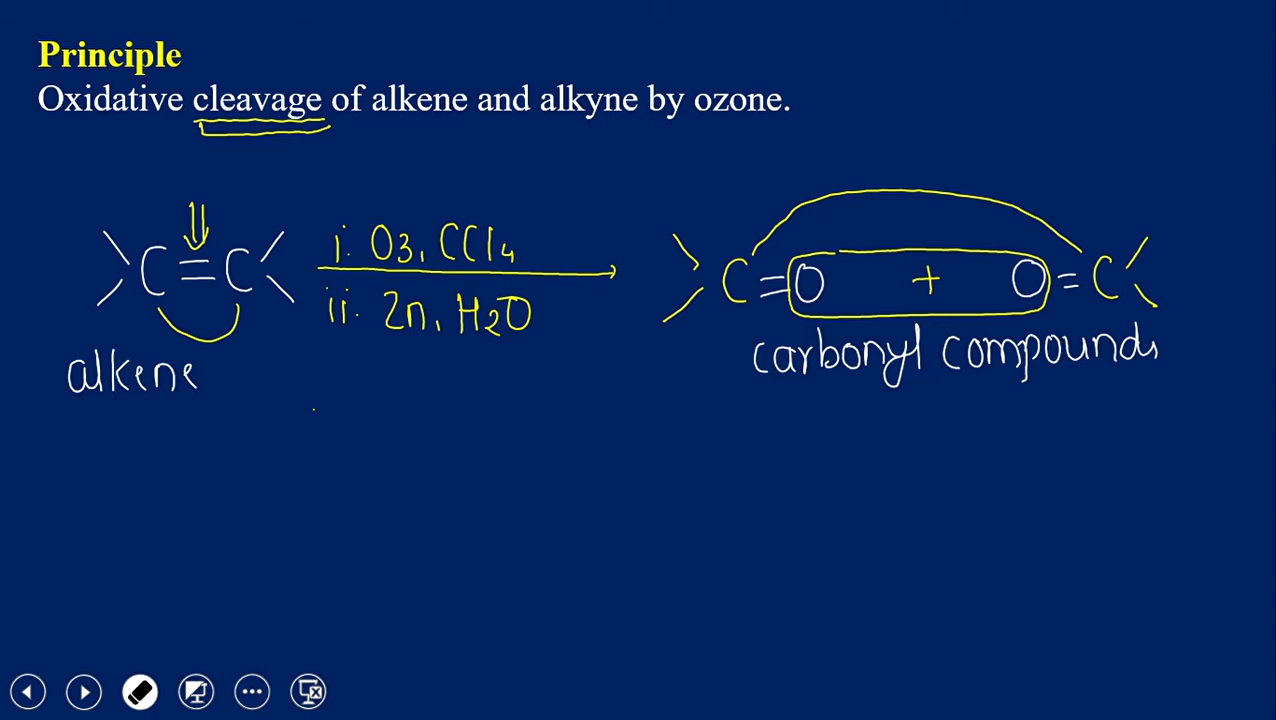 Principle
Oxidative cleavage of alkene and alkyne by ozone.
C=C
i. O3, CCl4
ii. Zn, H2O
C=O + O=C
alkene
carbonyl compounds